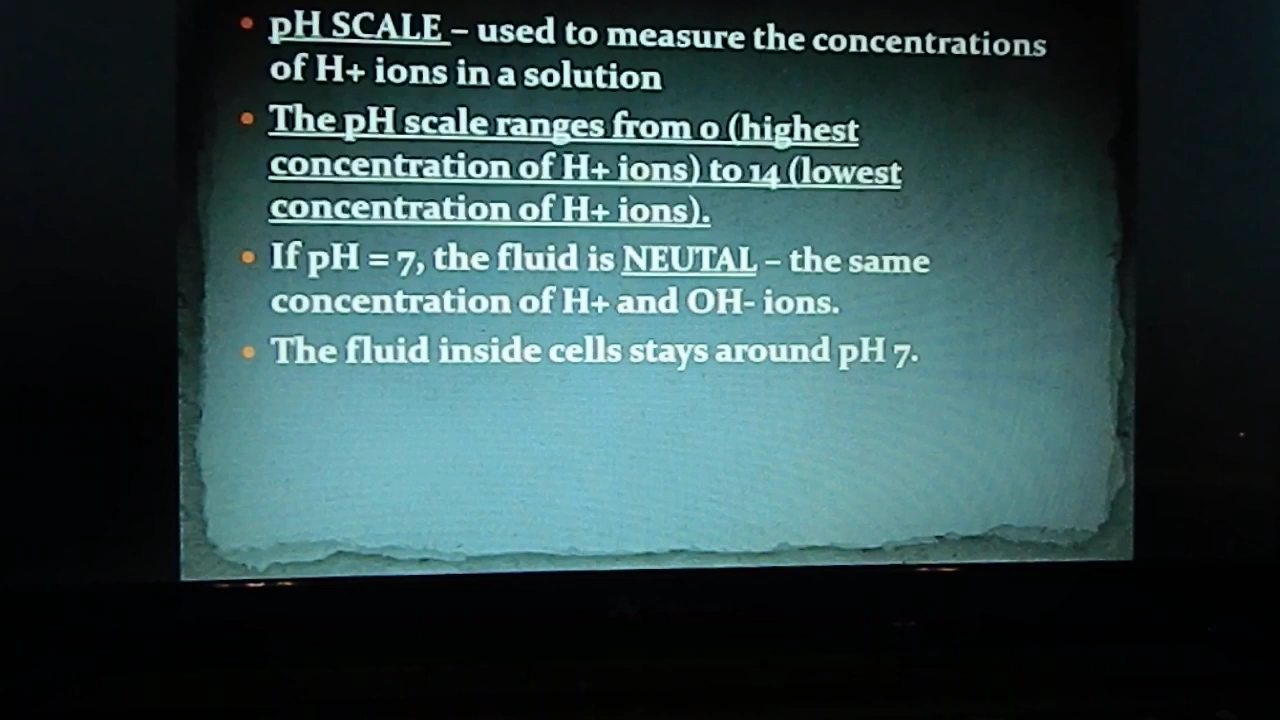 • pH SCALE – used to measure the concentrations
of H+ ions in a solution
• The pH scale ranges from 0 (highest
concentration of H+ ions) to 14 (lowest
concentration of H+ ions).
• If pH = 7, the fluid is NEUTAL – the same
concentration of H+ and OH- ions.
• The fluid inside cells stays around pH 7.